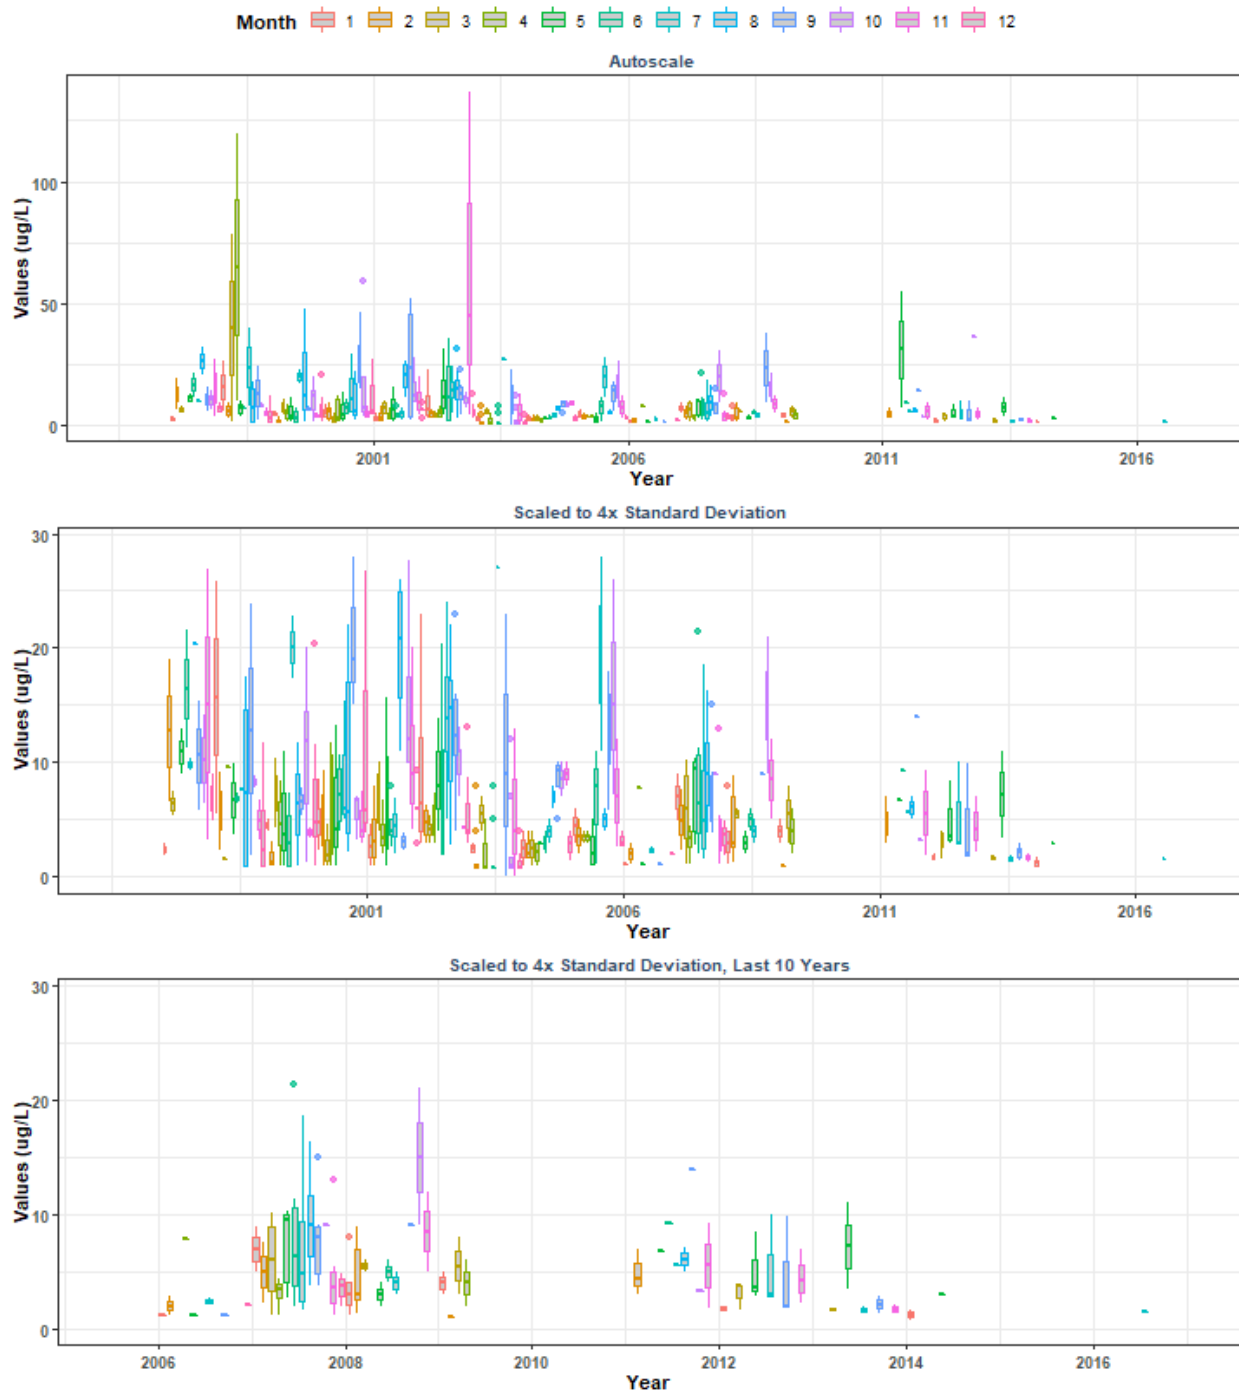 Month 1 2 3 4 5 6 7 8 9 10 11 12
Autoscale
Values (ug/L)
100
50
0
2001 2006 2011 2016
Year
Scaled to 4x Standard Deviation
Values (ug/L)
30
20
10
0
2001 2006 2011 2016
Year
Scaled to 4x Standard Deviation, Last 10 Years
Values (ug/L)
30
20
10
0
2006 2008 2010 2012 2014 2016
Year